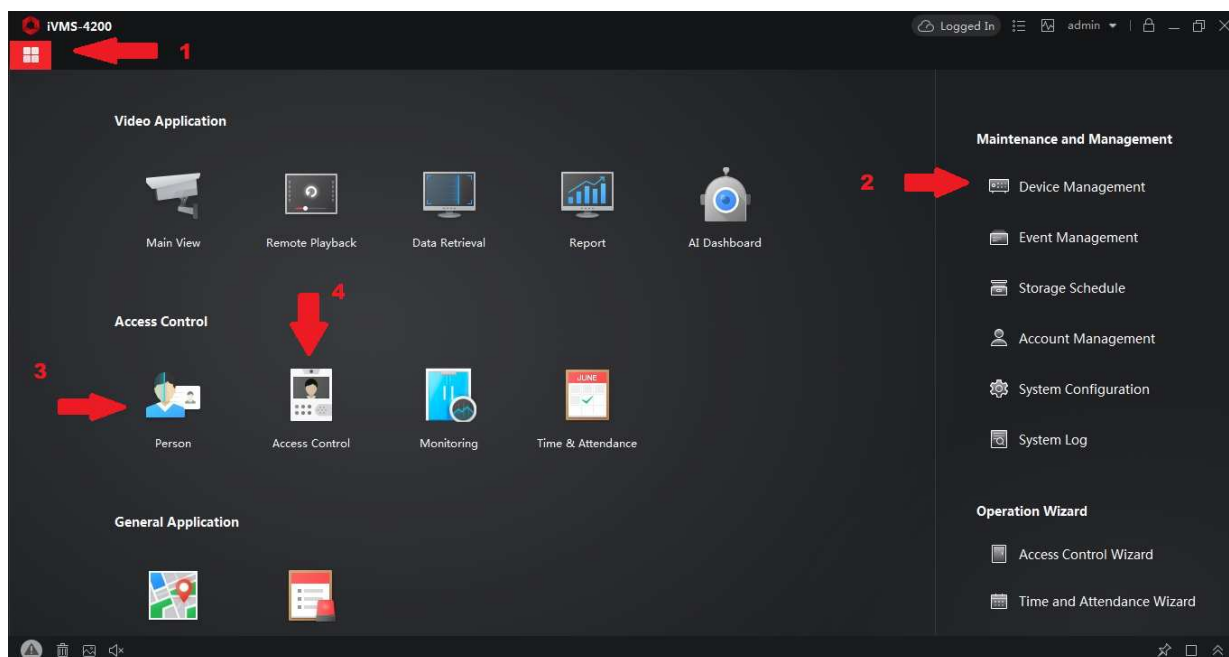 iVMS-4200
Logged In
admin
1
Video Application
Maintenance and Management
2
Device Management
Main View
Remote Playback
Data Retrieval
Report
AI Dashboard
Event Management
4
Storage Schedule
Access Control
Account Management
3
JUNE
System Configuration
Person
Access Control
Monitoring
Time & Attendance
System Log
General Application
Operation Wizard
Access Control Wizard
Time and Attendance Wizard